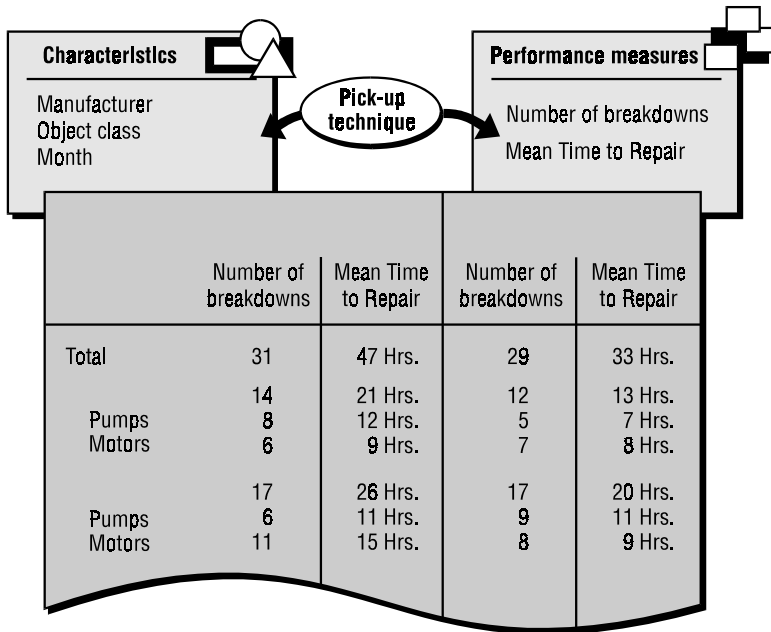 Characteristics
Manufacturer
Object class
Month
Pick-up
technique
Performance measures
Number of breakdowns
Mean Time to Repair
Number of breakdowns Mean Time to Repair Number of breakdowns Mean Time to Repair
Total 31 47 Hrs. 29 33 Hrs.
14 21 Hrs. 12 13 Hrs.
Pumps 8 12 Hrs. 5 7 Hrs.
Motors 6 9 Hrs. 7 8 Hrs.
17 26 Hrs. 17 20 Hrs.
Pumps 6 11 Hrs. 9 11 Hrs.
Motors 11 15 Hrs. 8 9 Hrs.